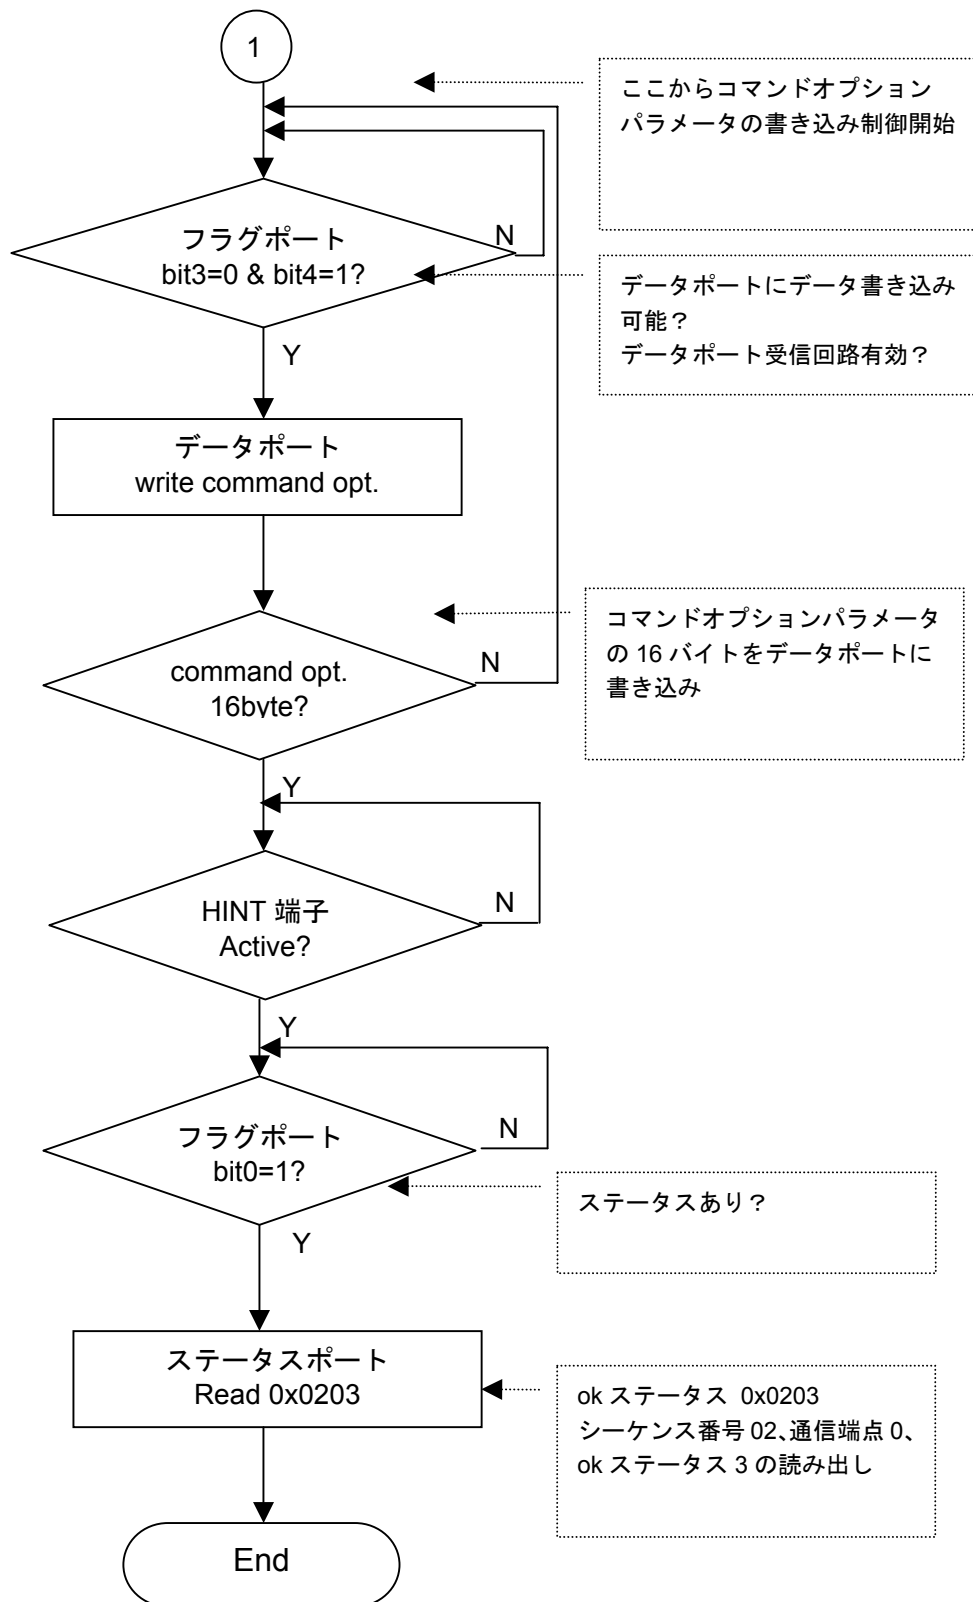 1
ここからコマンドオプション
パラメータの書き込み制御開始
フラグポート
bit3=0 & bit4=1?
N
データポートにデータ書き込み
可能？
データポート受信回路有効？
Y
データポート
write command opt.
コマンドオプションパラメータ
の 16 バイトをデータポートに
書き込み
command opt.
16byte?
N
Y
HINT 端子
Active?
N
Y
フラグポート
bit0=1?
N
ステータスあり？
Y
ステータスポート
Read 0x0203
ok ステータス 0x0203
シーケンス番号 02、通信端点 0、
ok ステータス 3 の読み出し
End